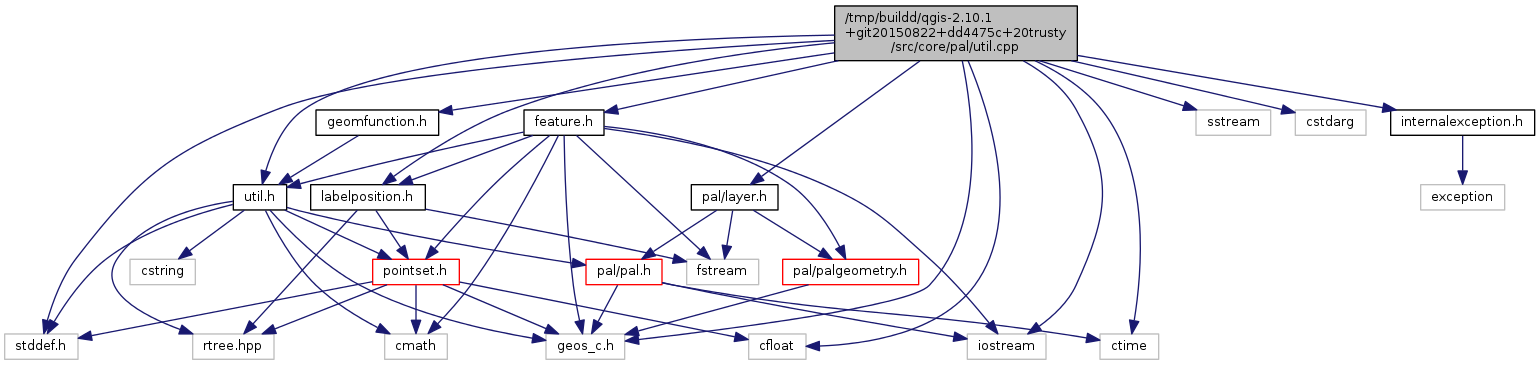 /tmp/buildd/qgis-2.10.1
+git20150822+dd4475c+20trusty
/src/core/pal/util.cpp
geomfunction.h
feature.h
sstream
cstdarg
internalexception.h
util.h
labelposition.h
pal/layer.h
exception
cstring
pointset.h
pal/pal.h
fstream
pal/palgeometry.h
stddef.h
rtree.hpp
cmath
geos_c.h
cfloat
iostream
ctime